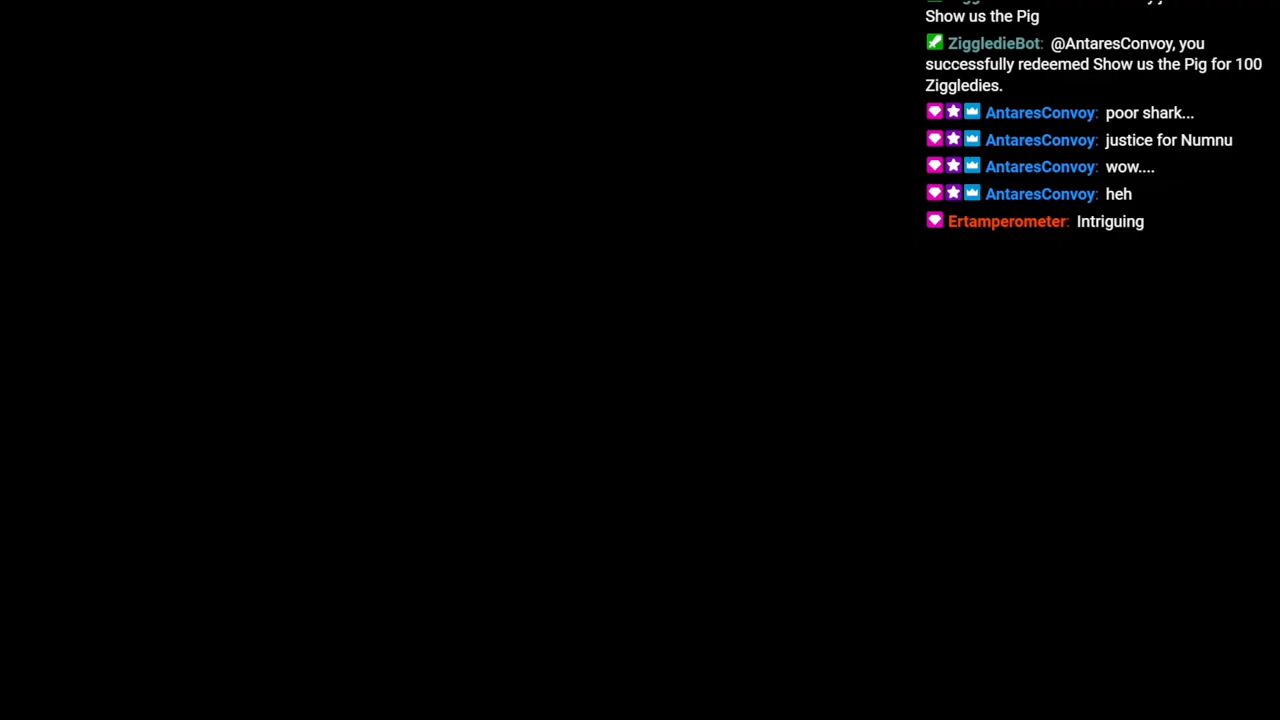 Show us the Pig
ZiggledieBot: @AntaresConvoy, you
successfully redeemed Show us the Pig for 100
Ziggledies.
AntaresConvoy: poor shark...
AntaresConvoy: justice for Numnu
AntaresConvoy: wow....
AntaresConvoy: heh
Ertamperometer: Intriguing